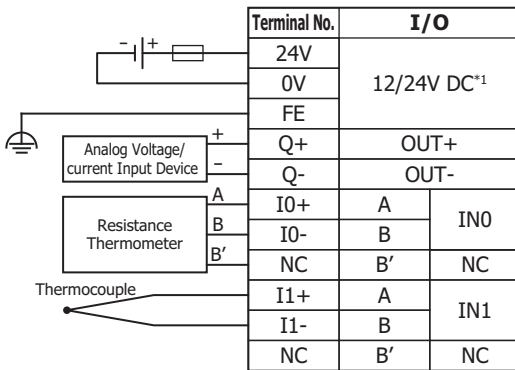 Terminal No. I/O
– + 24V
0V 12/24V DC*1
FE
Analog Voltage/
current Input Device
+ Q+ OUT+
– Q- OUT-
Resistance
Thermometer
A I0+ A IN0
B I0- B
B′ NC B′ NC
Thermocouple I1+ A IN1
I1- B
NC B′ NC